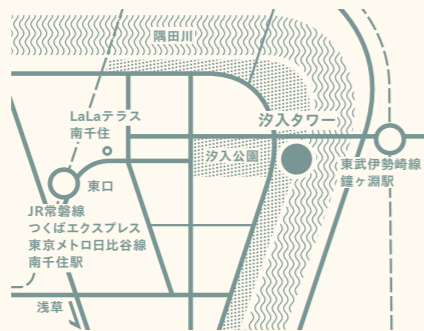 隅田川
LaLaテラス
南千住
汐入タワー
汐入公園
東武伊勢崎線
鐘ヶ淵駅
東口
JR常磐線
つくばエクスプレス
東京メトロ日比谷線
南千住駅
浅草